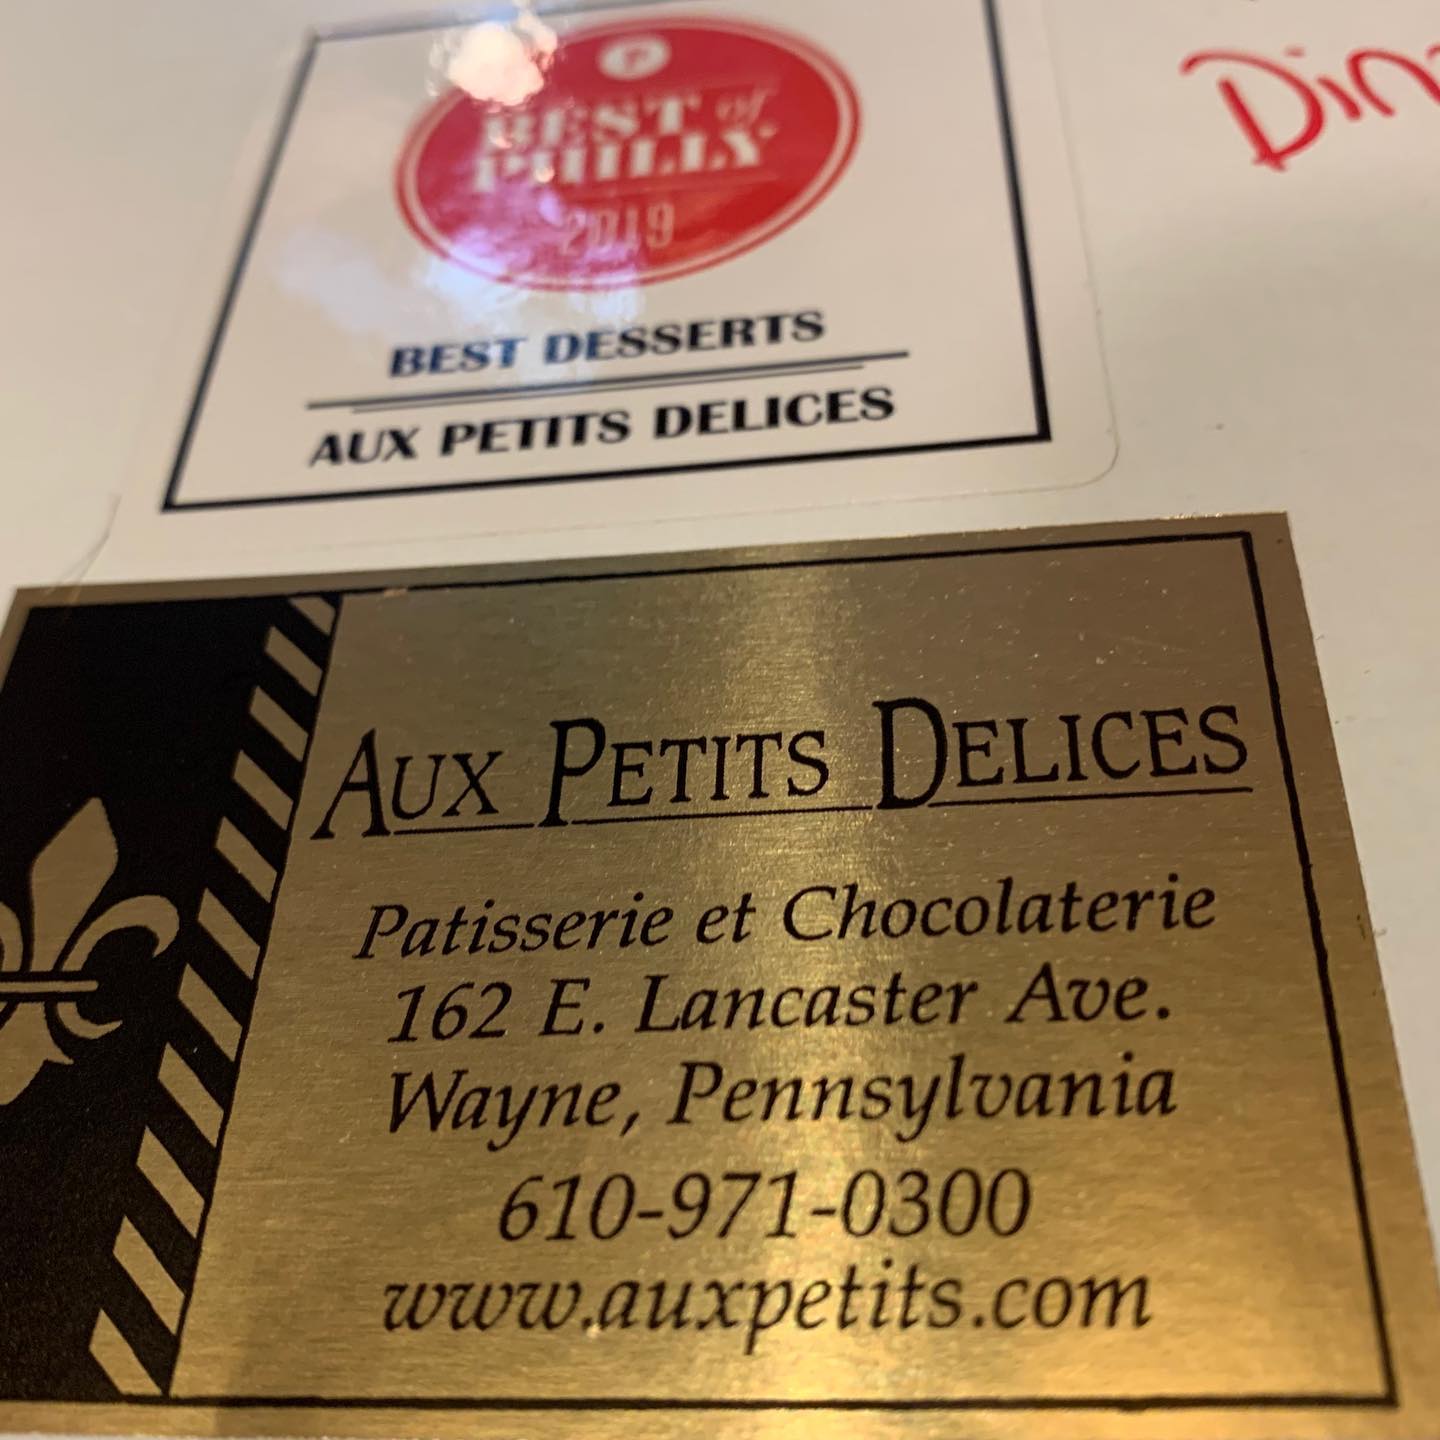 BEST of
PHILLY
2019
BEST DESSERTS
AUX PETITS DELICES
AUX PETITS DELICES
Patisserie et Chocolaterie
162 E. Lancaster Ave.
Wayne, Pennsylvania
610-971-0300
www.auxpetits.com